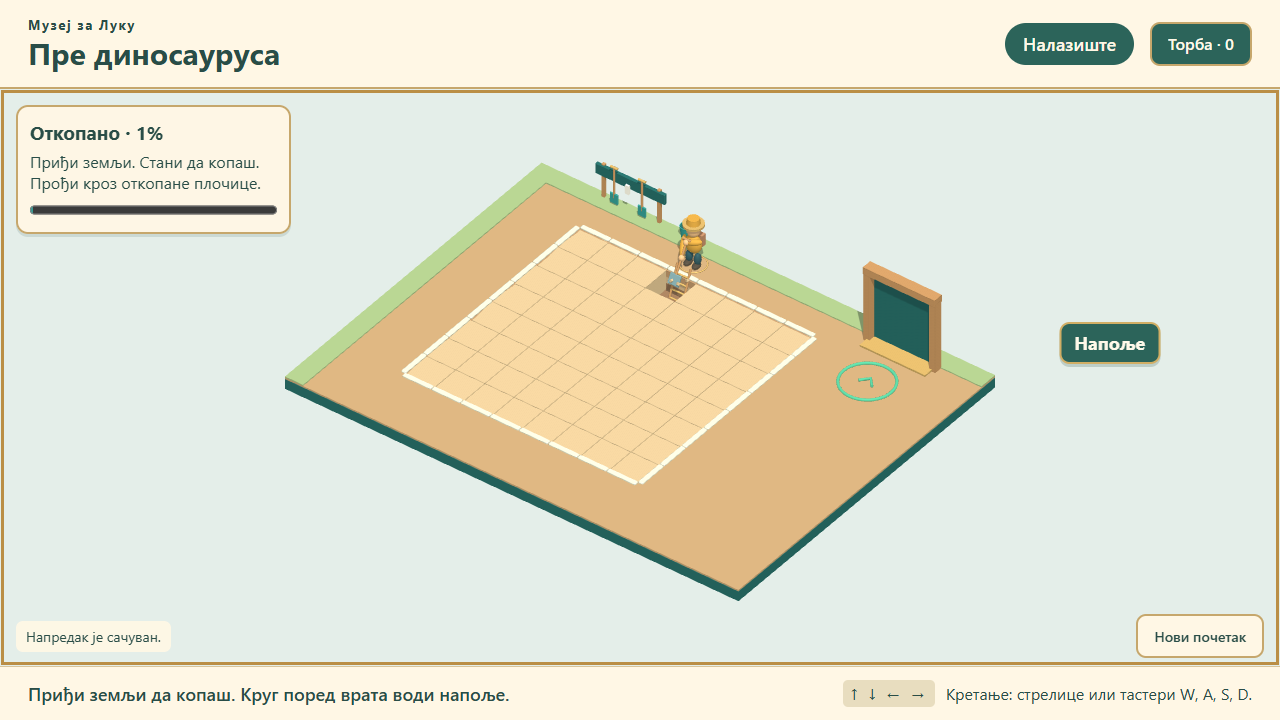 Музеј за Луку
Пре диносауруса
Налазиште
Торба · 0
Откопано · 1%
Приђи земљи. Стани да копаш.
Прођи кроз откопане плочице.
Напоље
Напредак је сачуван.
Нови почетак
Приђи земљи да копаш. Круг поред врата води напоље.
↑ ↓ ← → Кретање: стрелице или тастери W, A, S, D.